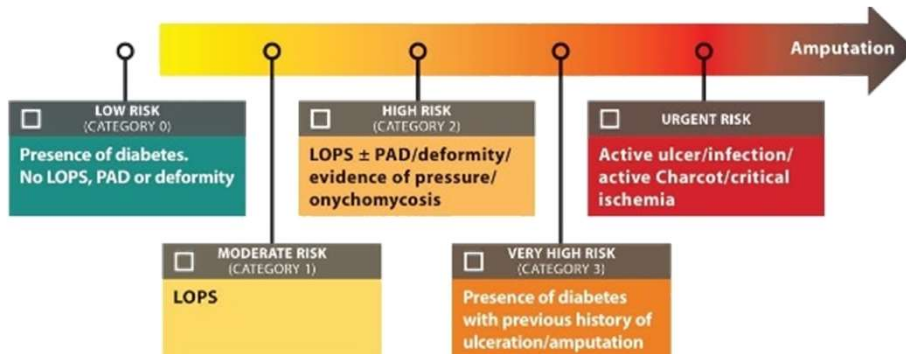 Amputation
LOW RISK
(CATEGORY 0)
Presence of diabetes.
No LOPS, PAD or deformity
MODERATE RISK
(CATEGORY 1)
LOPS
HIGH RISK
(CATEGORY 2)
LOPS ± PAD/deformity/
evidence of pressure/
onychomycosis
VERY HIGH RISK
(CATEGORY 3)
Presence of diabetes
with previous history of
ulceration/amputation
URGENT RISK
Active ulcer/infection/
active Charcot/critical
ischemia